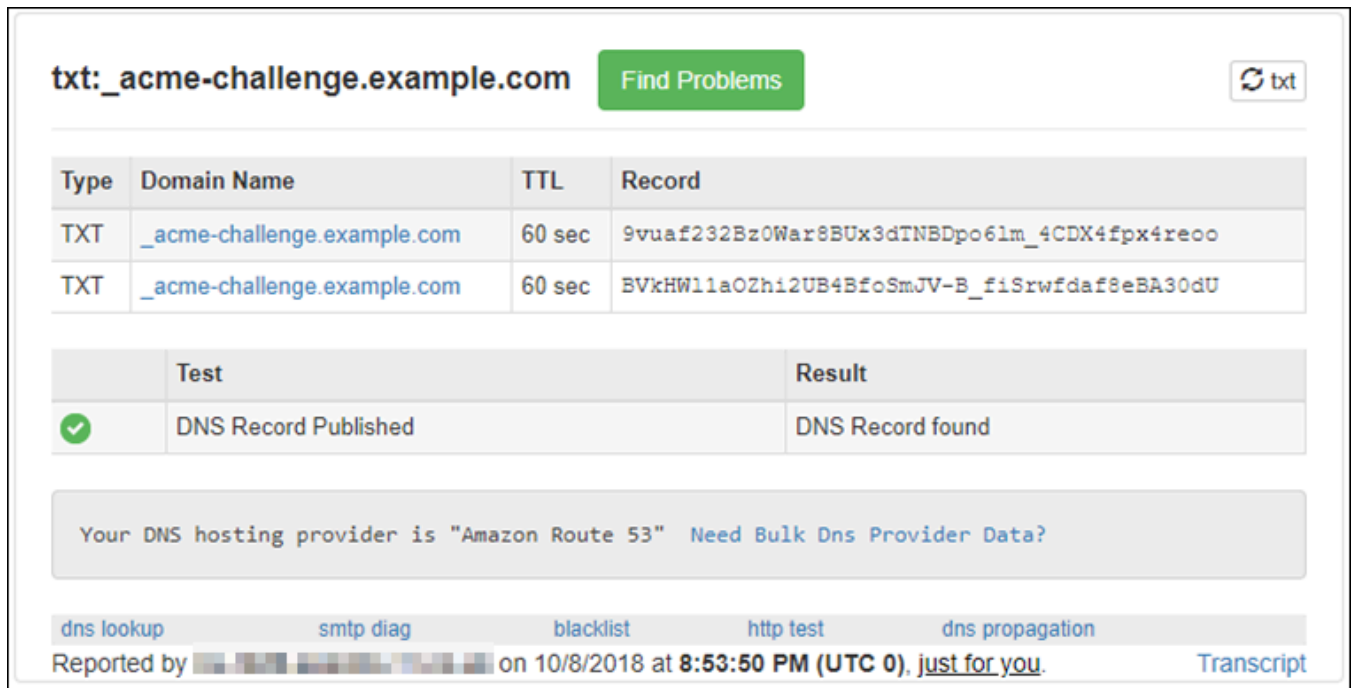 txt:_acme-challenge.example.com Find Problems txt
Type Domain Name TTL Record
TXT _acme-challenge.example.com 60 sec 9vuaf232Bz0War8BUx3dTNBDpo6lm_4CDX4fpx4reoo
TXT _acme-challenge.example.com 60 sec BVkHWl1aOZhi2UB4BfoSmJV-B_fiSrwfdaf8eBA30dU
Test Result
DNS Record Published DNS Record found
Your DNS hosting provider is "Amazon Route 53" Need Bulk Dns Provider Data?
dns lookup smtp diag blacklist http test dns propagation
Reported by on 10/8/2018 at 8:53:50 PM (UTC 0), just for you. Transcript